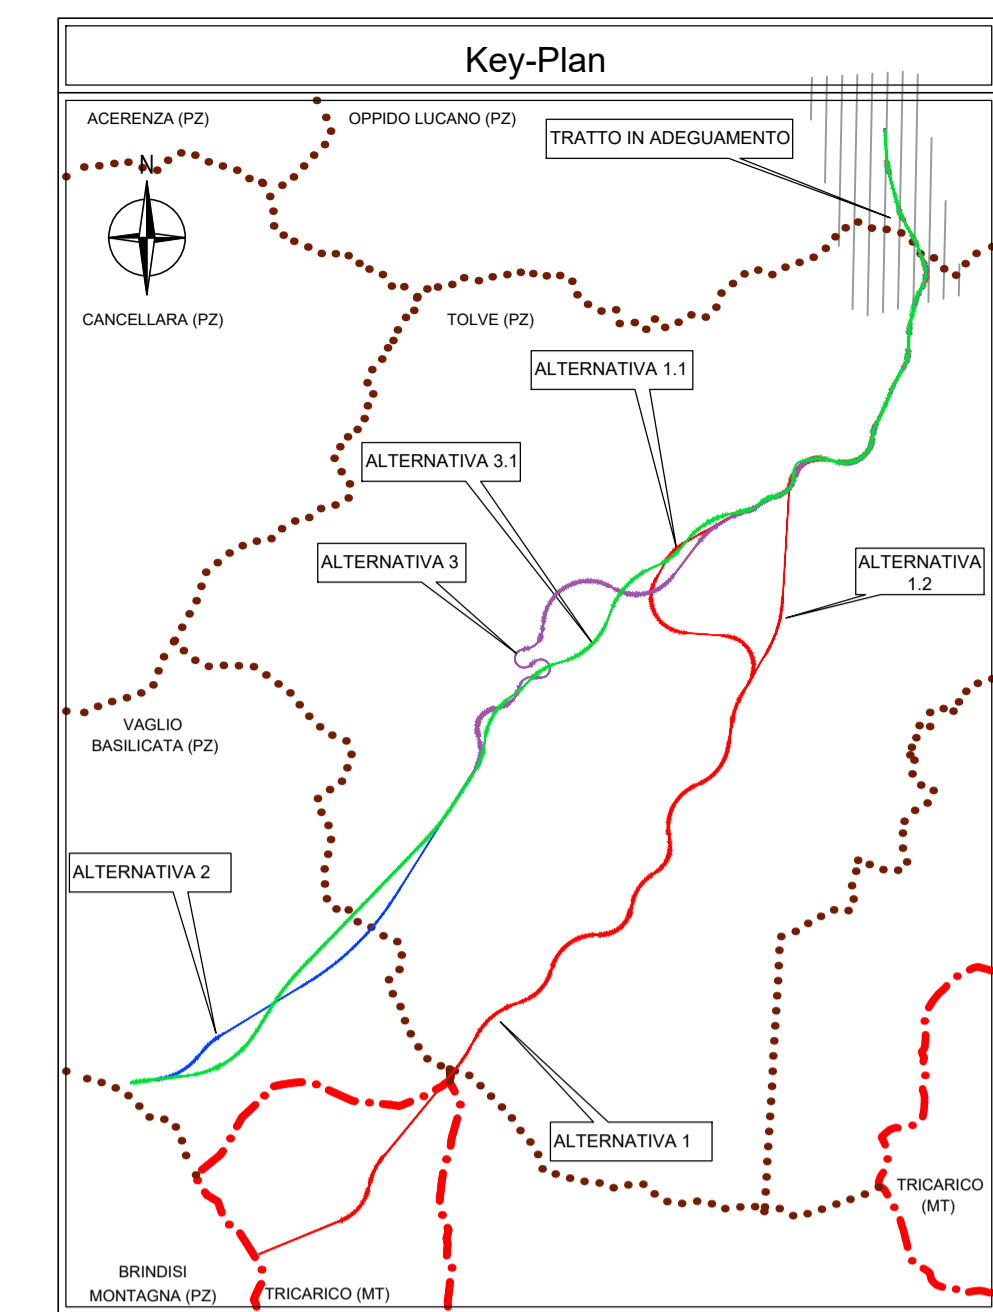 Key-Plan
ACERENZA (PZ)
OPPIDO LUCANO (PZ)
TRATTO IN ADEGUAMENTO
N
CANCELLARA (PZ)
TOLVE (PZ)
ALTERNATIVA 1.1
ALTERNATIVA 3.1
ALTERNATIVA 3
ALTERNATIVA
1.2
VAGLIO
BASILICATA (PZ)
ALTERNATIVA 2
ALTERNATIVA 1
TRICARICO
(MT)
BRINDISI
MONTAGNA (PZ)
TRICARICO (MT)